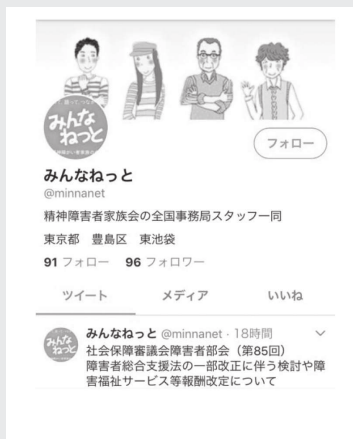 みんな
ねっと
フォロー
みんなねっと
@minnanet
精神障害者家族会の全国事務局スタッフ一同
東京都 豊島区 東池袋
91 フォロー 96 フォロワー
ツイート メディア いいね
みんな
ねっと
みんなねっと @minnanet · 18時間
社会保障審議会障害者部会（第85回）
障害者総合支援法の一部改正に伴う検討や障
害福祉サービス等報酬改定について